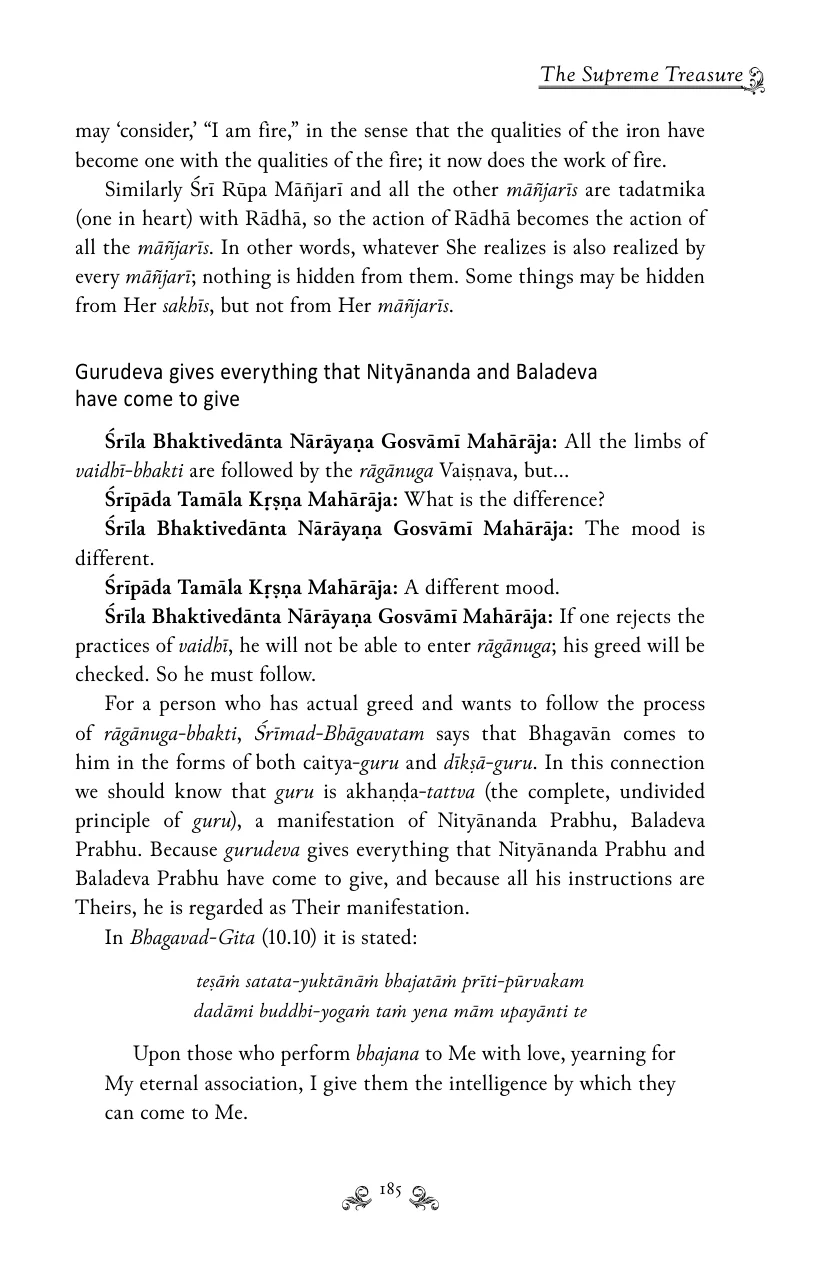 The Supreme Treasure
may ‘consider,’ “I am fire,” in the sense that the qualities of the iron have
become one with the qualities of the fire; it now does the work of fire.
Similarly Śrī Rūpa Māñjarī and all the other māñjarīs are tadatmika
(one in heart) with Rādhā, so the action of Rādhā becomes the action of
all the māñjarīs. In other words, whatever She realizes is also realized by
every māñjarī; nothing is hidden from them. Some things may be hidden
from Her sakhīs, but not from Her māñjarīs.
Gurudeva gives everything that Nityānanda and Baladeva
have come to give
Śrīla Bhaktivedānta Nārāyaṇa Gosvāmī Mahārāja: All the limbs of
vaidhī-bhakti are followed by the rāgānuga Vaiṣṇava, but...
Śrīpāda Tamāla Kṛṣṇa Mahārāja: What is the difference?
Śrīla Bhaktivedānta Nārāyaṇa Gosvāmī Mahārāja: The mood is
different.
Śrīpāda Tamāla Kṛṣṇa Mahārāja: A different mood.
Śrīla Bhaktivedānta Nārāyaṇa Gosvāmī Mahārāja: If one rejects the
practices of vaidhī, he will not be able to enter rāgānuga; his greed will be
checked. So he must follow.
For a person who has actual greed and wants to follow the process
of rāgānuga-bhakti, Śrīmad-Bhāgavatam says that Bhagavān comes to
him in the forms of both caitya-guru and dīkṣā-guru. In this connection
we should know that guru is akhaṇḍa-tattva (the complete, undivided
principle of guru), a manifestation of Nityānanda Prabhu, Baladeva
Prabhu. Because gurudeva gives everything that Nityānanda Prabhu and
Baladeva Prabhu have come to give, and because all his instructions are
Theirs, he is regarded as Their manifestation.
In Bhagavad-Gita (10.10) it is stated:
teṣāṁ satata-yuktānāṁ bhajatāṁ prīti-pūrvakam
dadāmi buddhi-yogaṁ taṁ yena mām upayānti te
Upon those who perform bhajana to Me with love, yearning for
My eternal association, I give them the intelligence by which they
can come to Me.
185